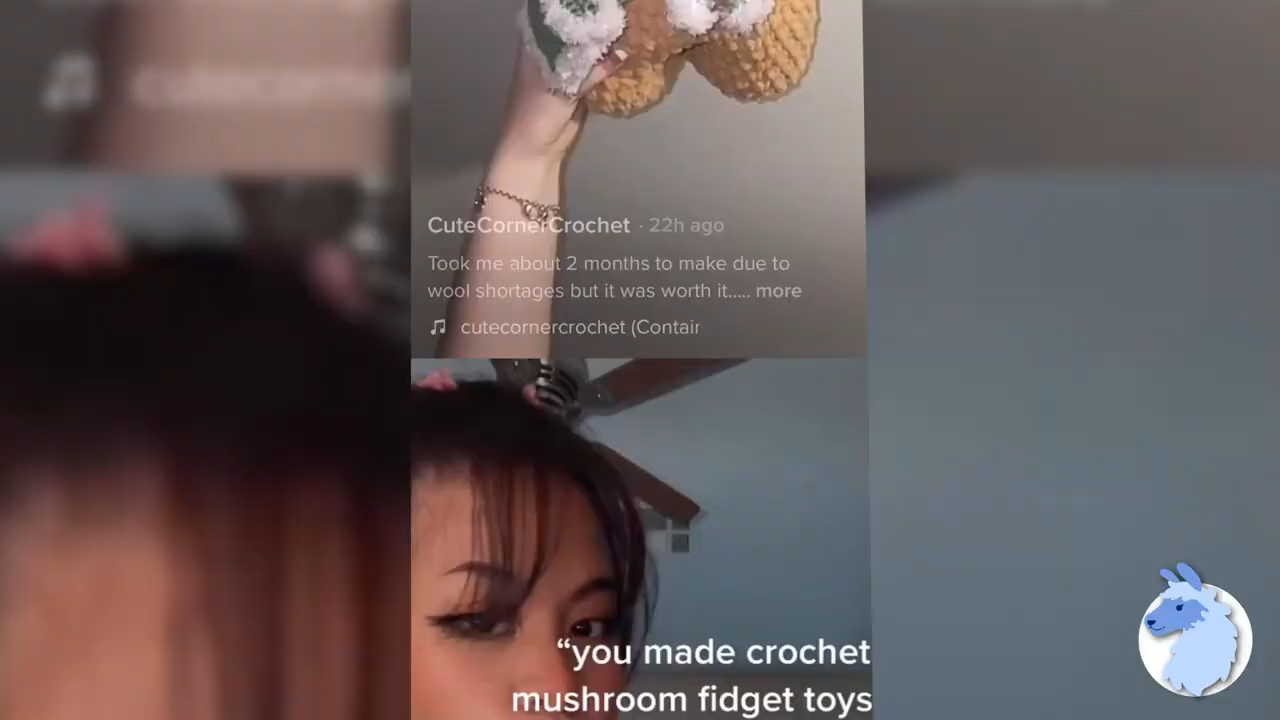 CuteCornerCrochet · 22h ago
Took me about 2 months to make due to
wool shortages but it was worth it..... more
cutecornercrochet (Contair
“you made crochet
mushroom fidget toys